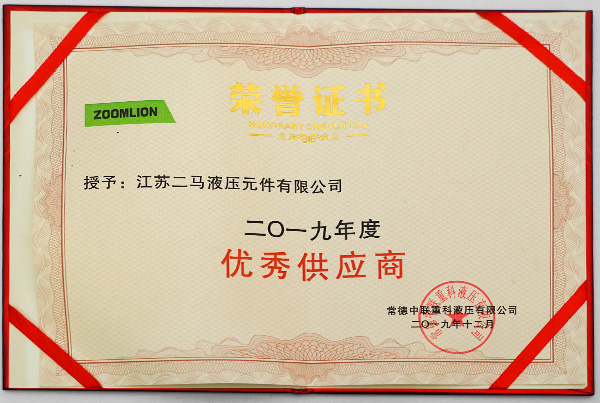 荣誉证书
ZOOMLION
授予：江苏二马液压元件有限公司
二〇一九年度
优秀供应商
常德中联重科液压有限公司
二〇一九年十二月